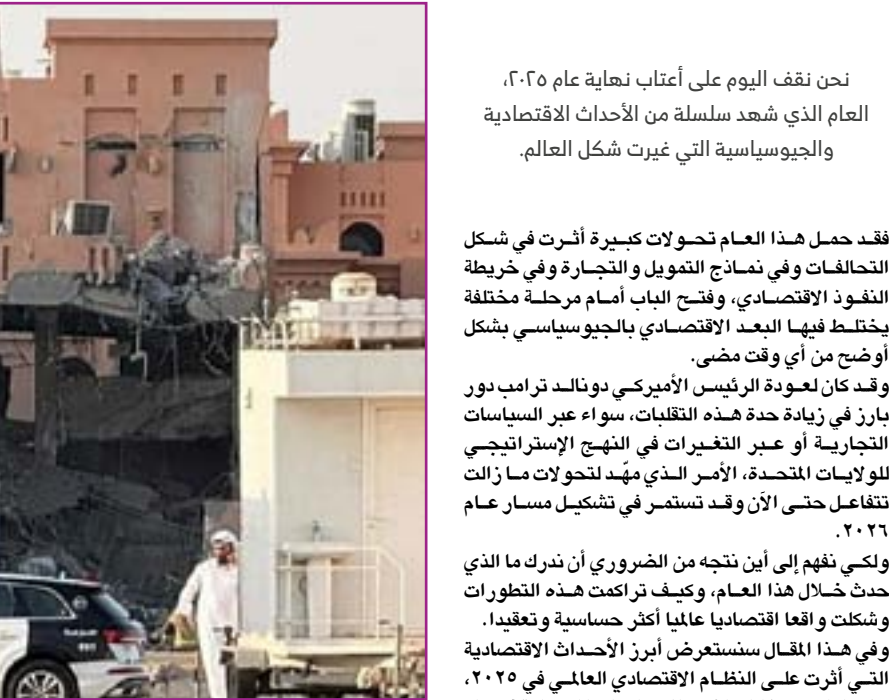 نحن نقف اليوم على أعتاب نهاية عام ٢٠٢٥،
العام الذي شهد سلسلة من الأحداث الاقتصادية
والجيوسياسية التي غيرت شكل العالم.
فقد حمل هذا العام تحولات كبيرة أثرت في شكل
التحالفات وفي نماذج التمويل والتجارة وفي خريطة
النفوذ الاقتصادي، وفتح الباب أمام مرحلة مختلفة
يختلط فيها البعد الاقتصادي بالجيوسياسي بشكل
أوضح من أي وقت مضى.
وقد كان لعودة الرئيس الأميركي دونالد ترامب دور
بارز في زيادة حدة هذه التقلبات، سواء عبر السياسات
التجارية أو عبر التغيرات في النهج الإستراتيجي
للولايات المتحدة، الأمر الذي مهّد لتحولات ما زالت
تتفاعل حتى الآن وقد تستمر في تشكيل مسار عام
٢٠٢٦.
ولكي نفهم إلى أين نتجه من الضروري أن ندرك ما الذي
حدث خلال هذا العام، وكيف تراكمت هذه التطورات
وشكلت واقعا اقتصاديا عالميا أكثر حساسية وتعقيدا.
وفي هذا المقال سنستعرض أبرز الأحداث الاقتصادية
التي أثرت على النظام الاقتصادي العالمي في ٢٠٢٥،